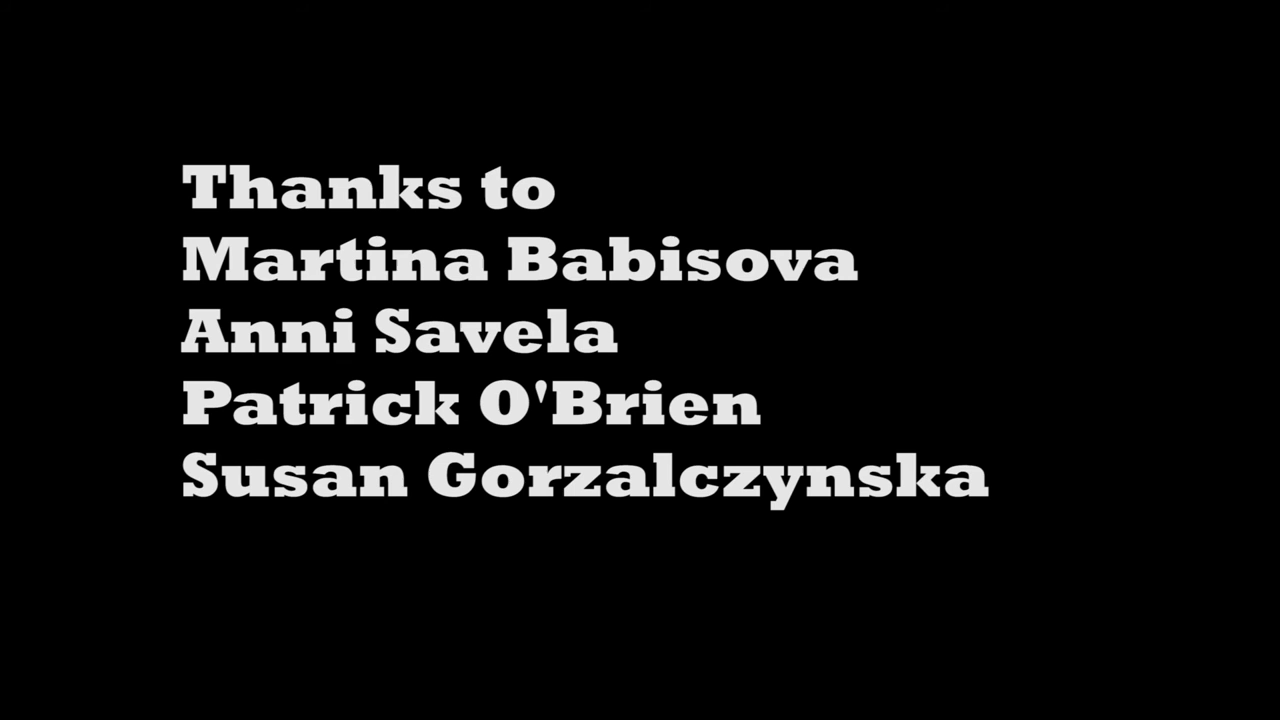 Thanks to
Martina Babisova
Anni Savela
Patrick O'Brien
Susan Gorzalczynska